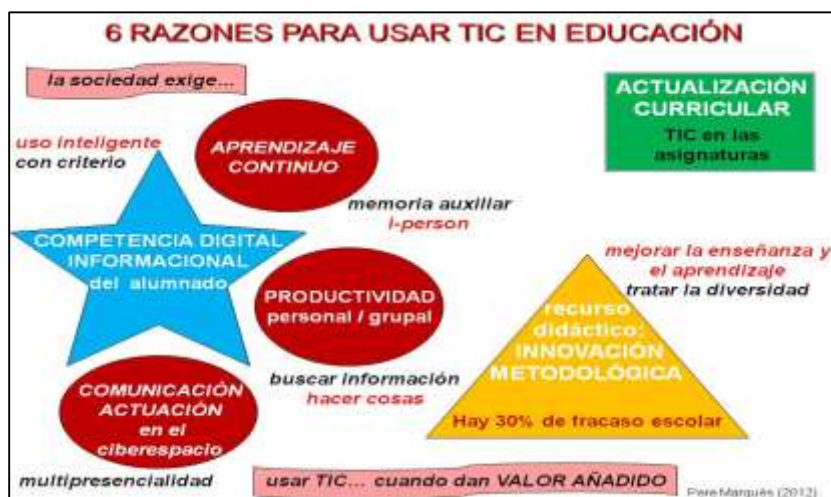 6 RAZONES PARA USAR TIC EN EDUCACIÓN
la sociedad exige...
uso inteligente
con criterio
APRENDIZAJE
CONTINUO
ACTUALIZACIÓN
CURRICULAR
TIC en las
asignaturas
memoria auxiliar
i-person
COMPETENCIA DIGITAL
INFORMACIONAL
del alumnado
PRODUCTIVIDAD
personal / grupal
mejorar la enseñanza y
el aprendizaje
tratar la diversidad
recurso
didáctico:
INNOVACIÓN
METODOLÓGICA
Hay 30% de fracaso escolar
buscar información
hacer cosas
COMUNICACIÓN
ACTUACIÓN
en el
ciberespacio
multipresencialidad
usar TIC... cuando dan VALOR AÑADIDO
Pere Marquès (2012)